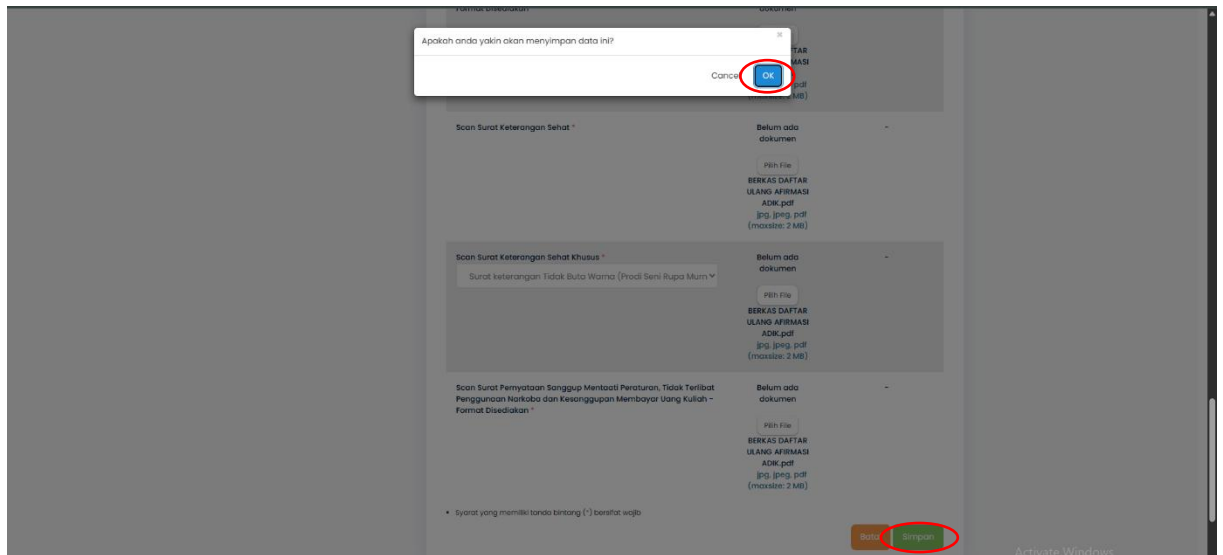 Format Disediakan
dokumen
Apakah anda yakin akan menyimpan data ini?
×
Cancel
OK
pdf
Scan Surat Keterangan Sehat *
Belum ada
dokumen
-
Pilih File
BERKAS DAFTAR
ULANG AFIRMASI
ADIK.pdf
jpg, jpeg, pdf
(maxsize: 2 MB)
Scan Surat Keterangan Sehat Khusus *
Belum ada
dokumen
-
Surat keterangan Tidak Buta Warna (Prodi Seni Rupa Murn
Pilih File
BERKAS DAFTAR
ULANG AFIRMASI
ADIK.pdf
jpg, jpeg, pdf
(maxsize: 2 MB)
Scan Surat Pernyataan Sanggup Mentaati Peraturan, Tidak Terlibat
Penggunaan Narkoba dan Kesanggupan Membayar Uang Kuliah -
Format Disediakan *
Belum ada
dokumen
-
Pilih File
BERKAS DAFTAR
ULANG AFIRMASI
ADIK.pdf
jpg, jpeg, pdf
(maxsize: 2 MB)
• Syarat yang memiliki tanda bintang (*) bersifat wajib
Batal
Simpan
Activate Windows